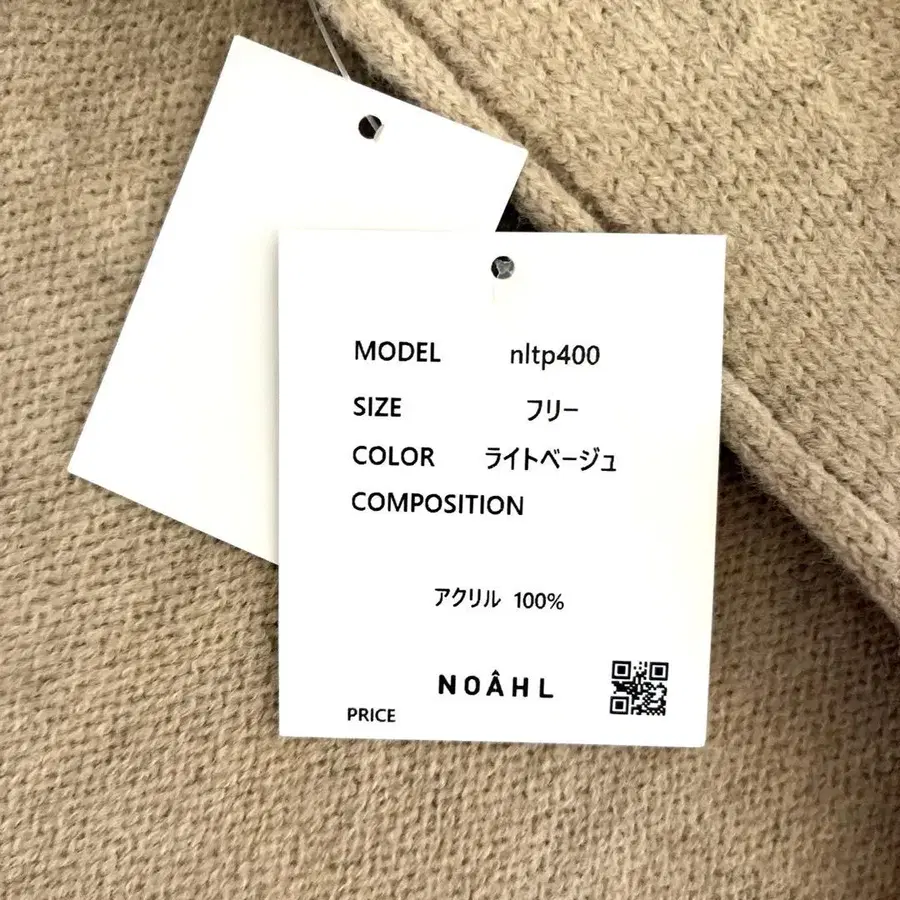 MODEL nltp400
SIZE フリー
COLOR ライトベージュ
COMPOSITION
アクリル 100%
NOÂHL
PRICE